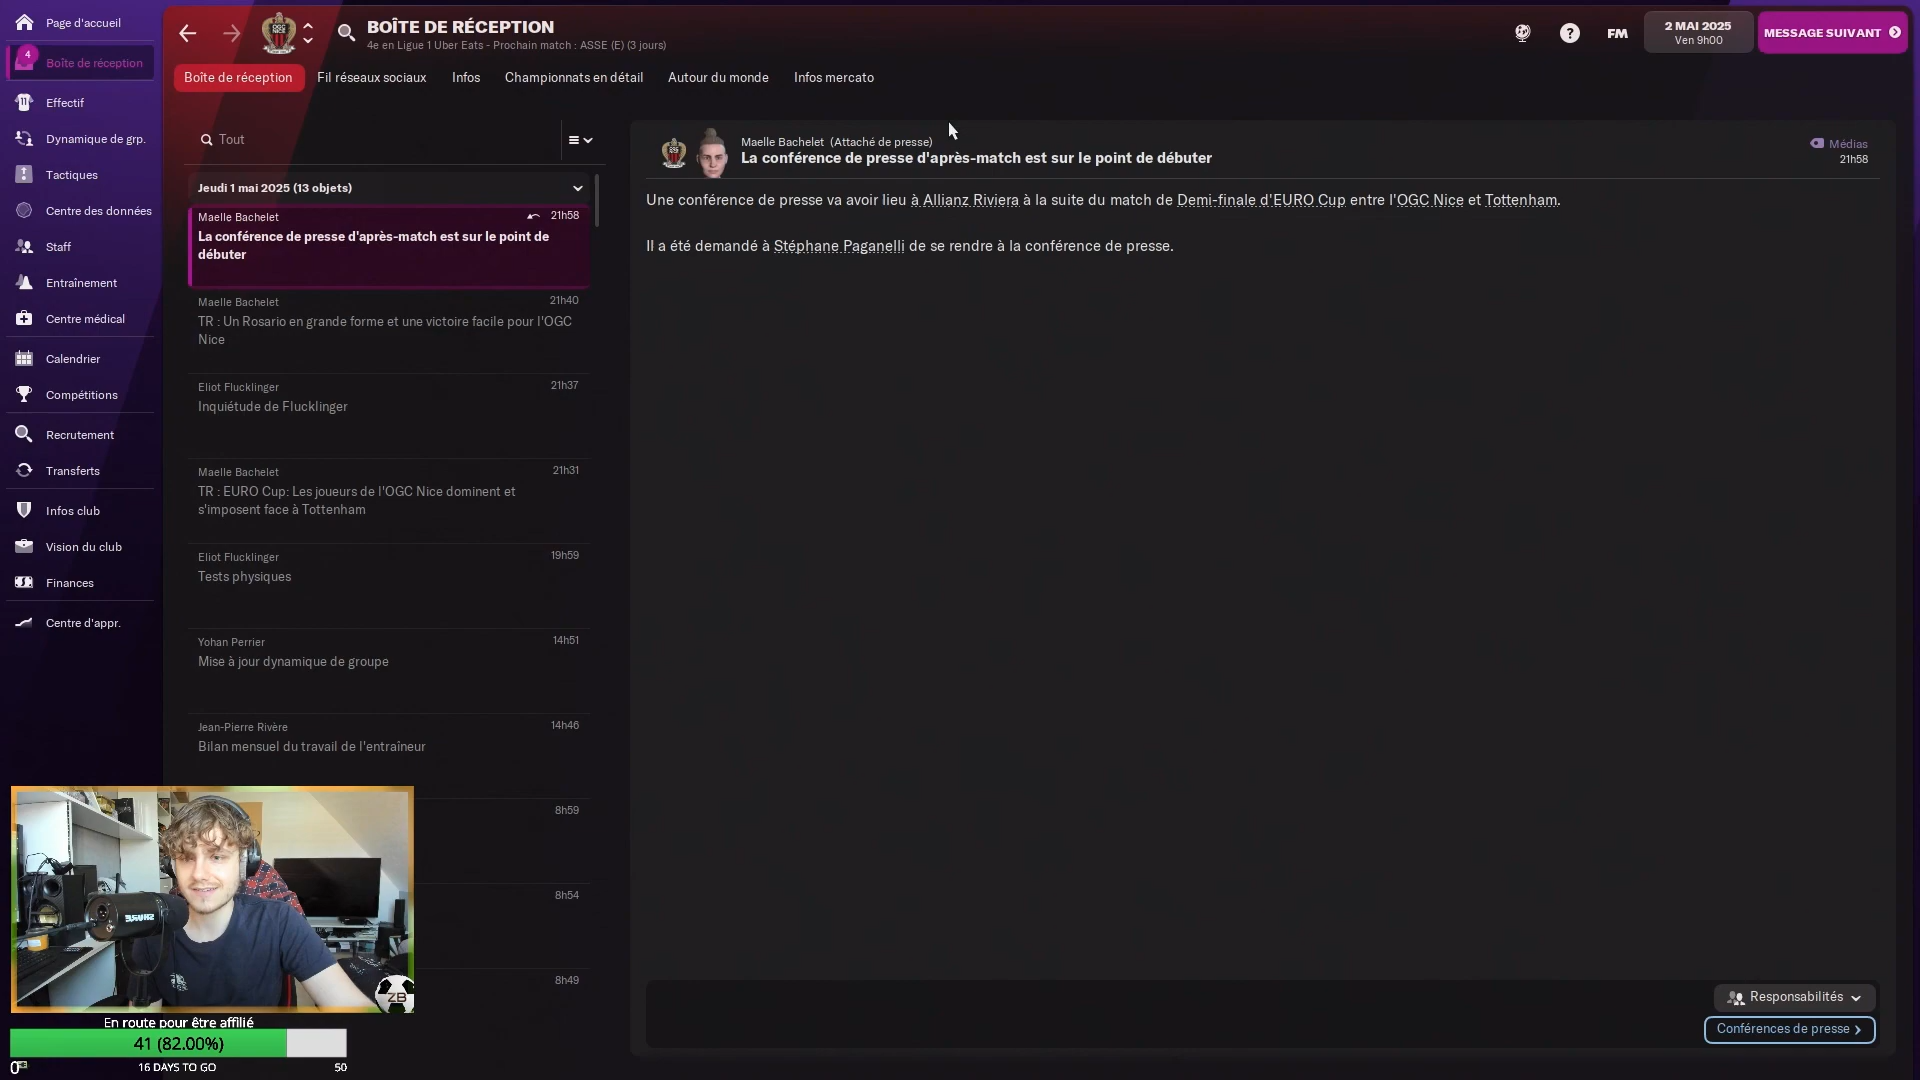 Page d'accueil
4
Boîte de réception
Effectif
Dynamique de grp.
Tactiques
Centre des données
Staff
Entraînement
Centre médical
Calendrier
Compétitions
Recrutement
Transferts
Infos club
Vision du club
Finances
Centre d'appr.
BOÎTE DE RÉCEPTION
4e en Ligue 1 Uber Eats - Prochain match : ASSE (E) (3 jours)
FM
2 MAI 2025
Ven 9h00
MESSAGE SUIVANT
Boîte de réception
Fil réseaux sociaux
Infos
Championnats en détail
Autour du monde
Infos mercato
Tout
Jeudi 1 mai 2025 (13 objets)
Maelle Bachelet
21h58
La conférence de presse d'après-match est sur le point de
débuter
Maelle Bachelet
21h40
TR : Un Rosario en grande forme et une victoire facile pour l'OGC
Nice
Eliot Flucklinger
21h37
Inquiétude de Flucklinger
Maelle Bachelet
21h31
TR : EURO Cup: Les joueurs de l'OGC Nice dominent et
s'imposent face à Tottenham
Eliot Flucklinger
19h59
Tests physiques
Yohan Perrier
14h51
Mise à jour dynamique de groupe
Jean-Pierre Rivère
14h46
Bilan mensuel du travail de l'entraîneur
8h59
8h54
8h49
Maelle Bachelet (Attaché de presse)
La conférence de presse d'après-match est sur le point de débuter
Médias
21h58
Une conférence de presse va avoir lieu à Allianz Riviera à la suite du match de Demi-finale d'EURO Cup entre l'OGC Nice et Tottenham.
Il a été demandé à Stéphane Paganelli de se rendre à la conférence de presse.
Responsabilités
Conférences de presse
SHURE
ZB
En route pour être affilié
41 (82.00%)
0
16 DAYS TO GO
50